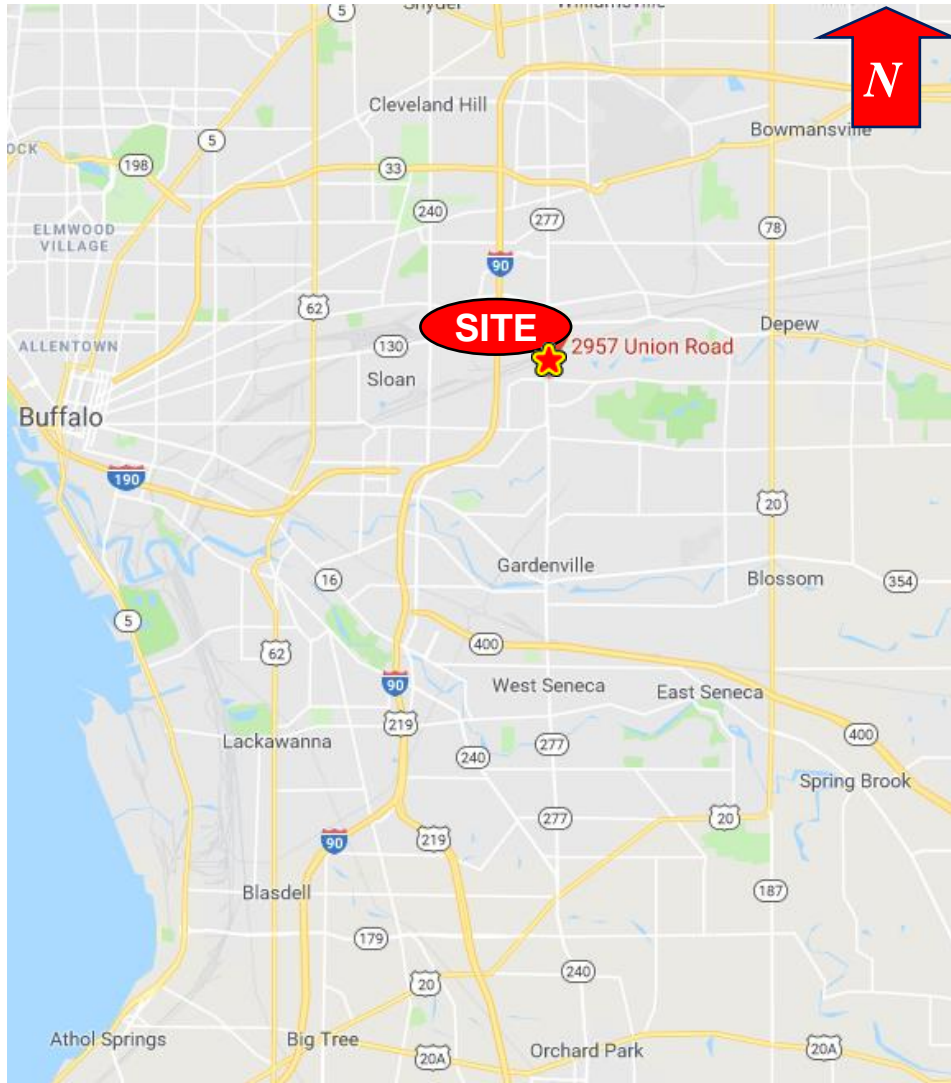 5
Williamsville
N
Cleveland Hill
Bowmansville
5
198
33
240
277
78
ELMWOOD
VILLAGE
90
62
SITE
130
2957 Union Road
Depew
ALLENTOWN
Sloan
Buffalo
190
20
Gardenville
16
Blossom
354
5
400
62
90
West Seneca
East Seneca
219
Lackawanna
277
400
240
Spring Brook
277
20
90
219
Blasdell
187
179
240
20
Athol Springs
Big Tree
Orchard Park
20A
20A